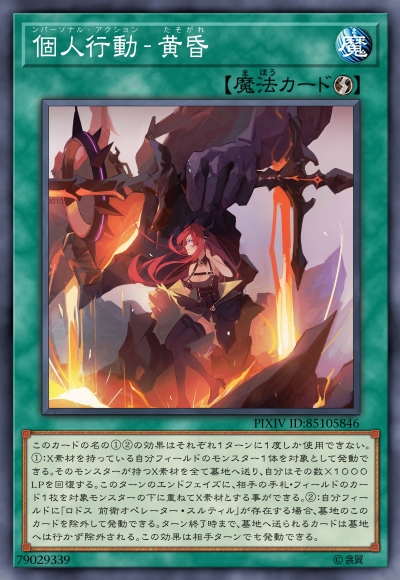 ンパーソナル・アクション たそがれ
個人行動 - 黄昏
魔
まほう
【魔法カード】
PIXIV ID:85105846
このカードの名の①②の効果はそれぞれ1ターンに1度しか使用できない。
①:X素材を持っている自分フィールドのモンスター1体を対象として発動
できる。そのモンスターが持つX素材を全て墓地へ送り、自分はその数×1000
LPを回復する。このターンのエンドフェイズに、相手の手札・フィールドのカー
ド1枚を対象モンスターの下に重ねてX素材とする事ができる。②:自分フィー
ルドに「ロドス 前衛オペレーター・スルティル」が存在する場合、墓地のこの
カードを除外して発動できる。ターン終了時まで、墓地へ送られるカードは墓地
へは行かず除外される。この効果は相手ターンでも発動できる。
79029339